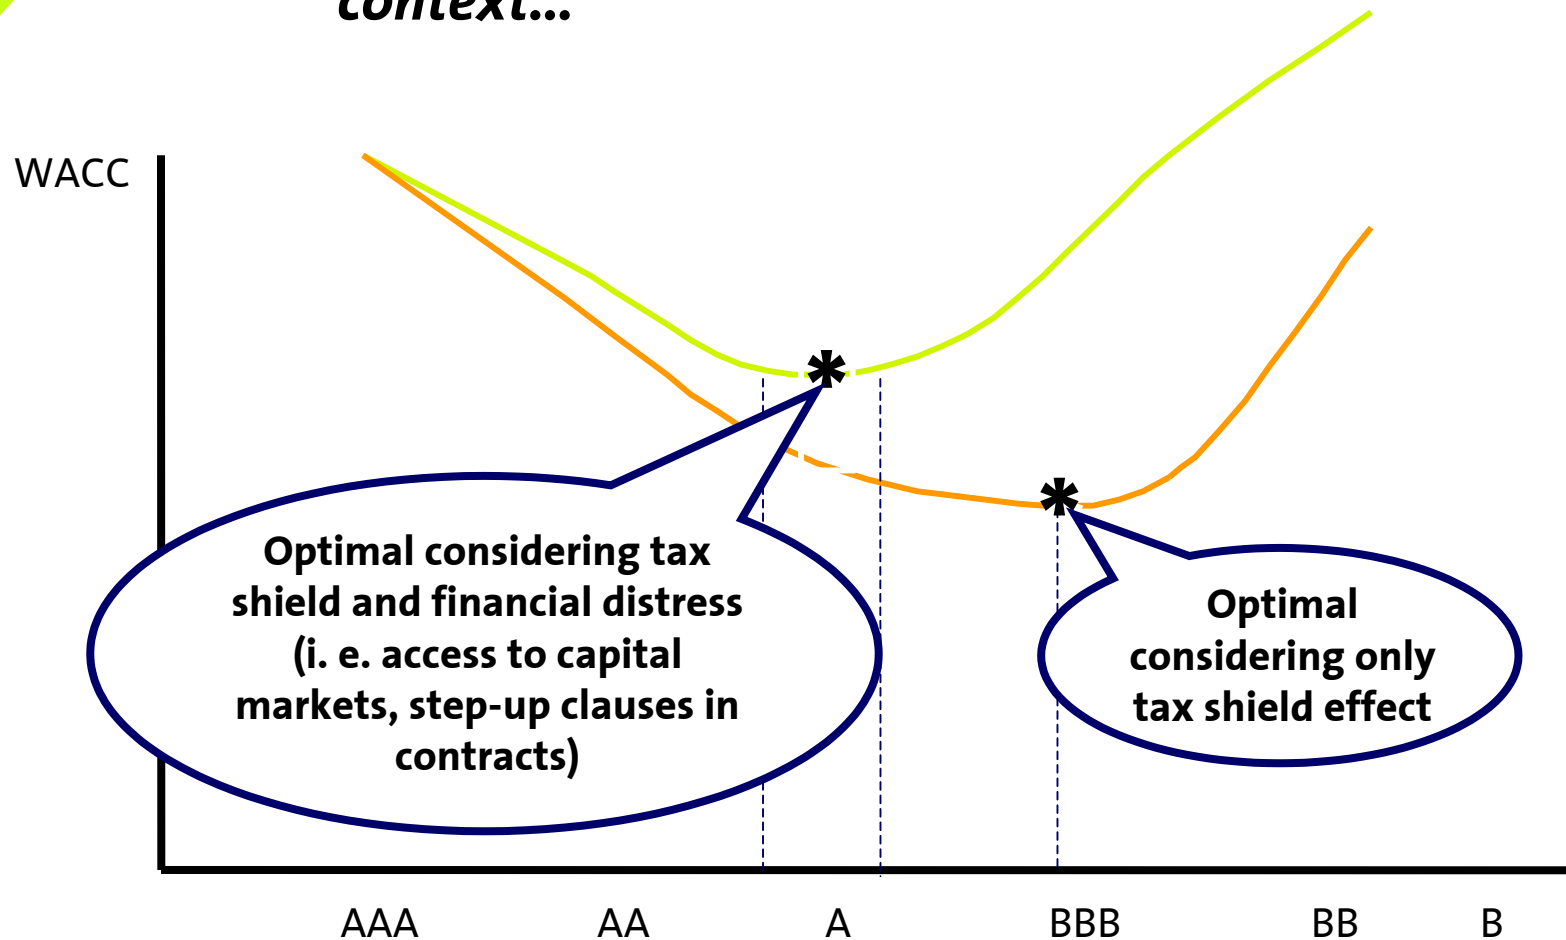 context...
WACC
Optimal considering tax
shield and financial distress
(i. e. access to capital
markets, step-up clauses in
contracts)
Optimal
considering only
tax shield effect
AAA AA A BBB BB B